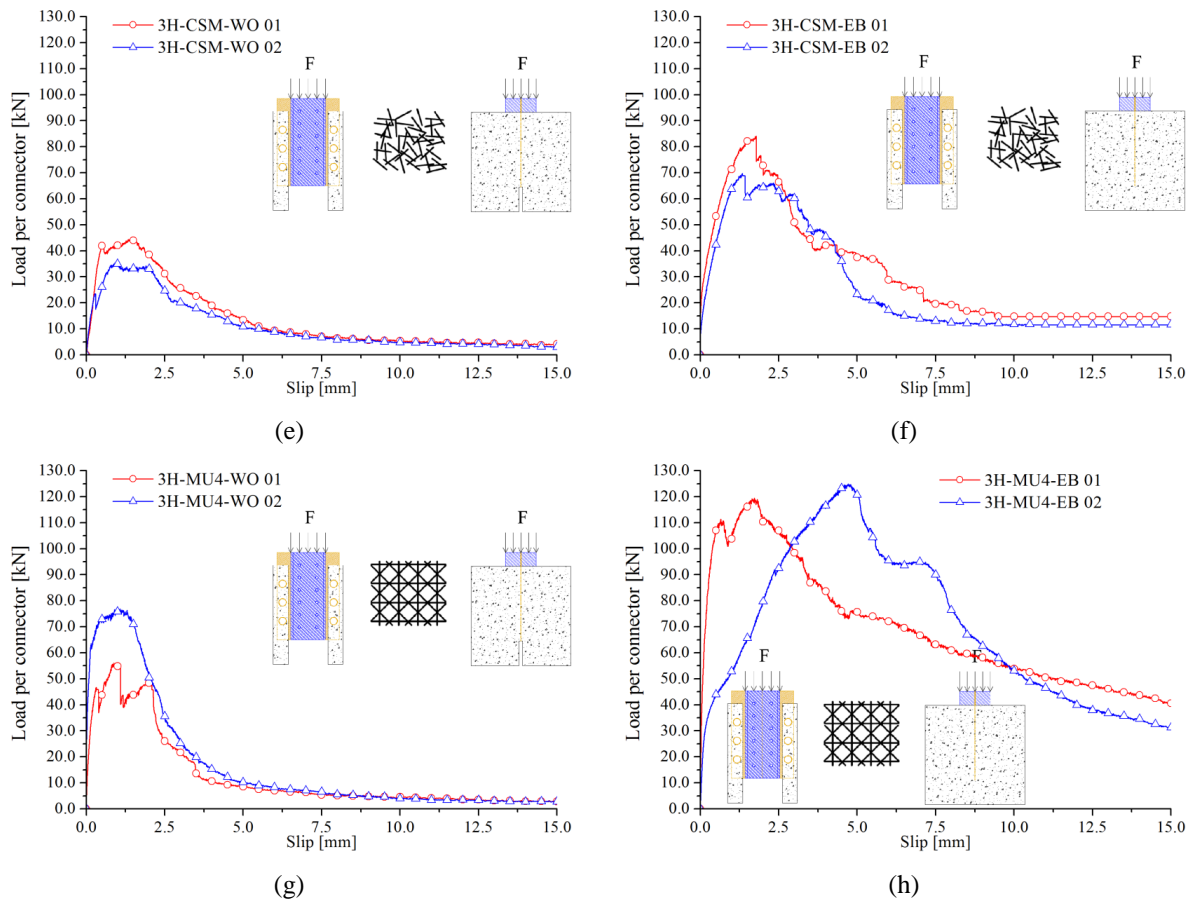 3H-CSM-WO 01
3H-CSM-WO 02
F F
Load per connector [kN]
130.0
120.0
110.0
100.0
90.0
80.0
70.0
60.0
50.0
40.0
30.0
20.0
10.0
0.0
0.0 2.5 5.0 7.5 10.0 12.5 15.0
Slip [mm]
(e)
3H-CSM-EB 01
3H-CSM-EB 02
F F
Load per connector [kN]
130.0
120.0
110.0
100.0
90.0
80.0
70.0
60.0
50.0
40.0
30.0
20.0
10.0
0.0
0.0 2.5 5.0 7.5 10.0 12.5 15.0
Slip [mm]
(f)
3H-MU4-WO 01
3H-MU4-WO 02
F F
Load per connector [kN]
130.0
120.0
110.0
100.0
90.0
80.0
70.0
60.0
50.0
40.0
30.0
20.0
10.0
0.0
0.0 2.5 5.0 7.5 10.0 12.5 15.0
Slip [mm]
(g)
3H-MU4-EB 01
3H-MU4-EB 02
F F
Load per connector [kN]
130.0
120.0
110.0
100.0
90.0
80.0
70.0
60.0
50.0
40.0
30.0
20.0
10.0
0.0
0.0 2.5 5.0 7.5 10.0 12.5 15.0
Slip [mm]
(h)